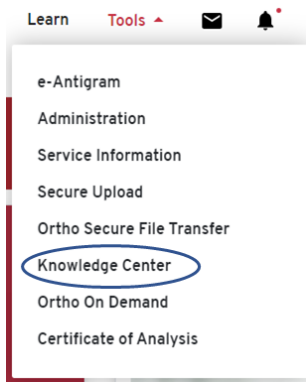 Learn Tools
e-Antigram
Administration
Service Information
Secure Upload
Ortho Secure File Transfer
Knowledge Center
Ortho On Demand
Certificate of Analysis